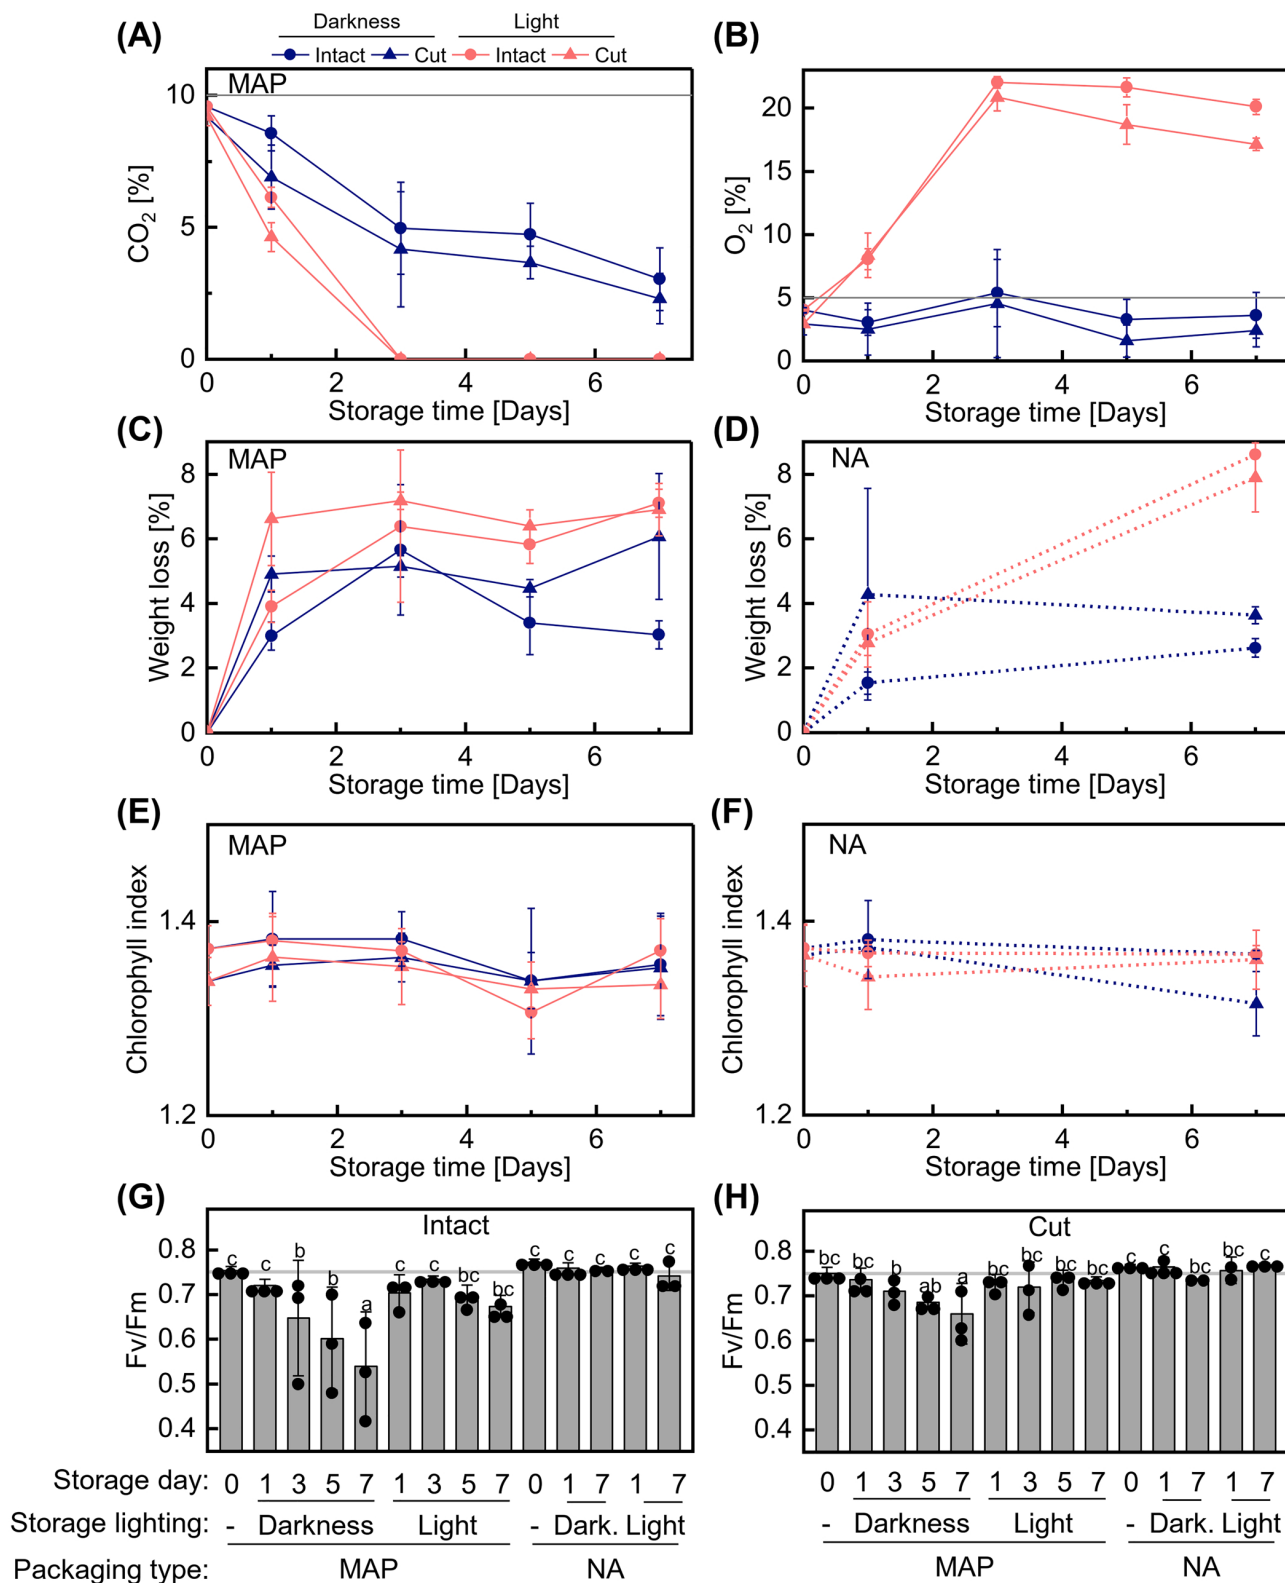 (A)
Darkness Light
Intact Cut Intact Cut
MAP
10
5
0
CO2 [%]
0 2 4 6
Storage time [Days]
(B)
20
15
10
5
0
O2 [%]
0 2 4 6
Storage time [Days]
(C)
MAP
8
6
4
2
0
Weight loss [%]
0 2 4 6
Storage time [Days]
(D)
NA
8
6
4
2
0
Weight loss [%]
0 2 4 6
Storage time [Days]
(E)
MAP
1.4
1.2
Chlorophyll index
0 2 4 6
Storage time [Days]
(F)
NA
1.4
1.2
Chlorophyll index
0 2 4 6
Storage time [Days]
(G)
Intact
0.8
0.7
0.6
0.5
0.4
Fv/Fm
c c b b a c c bc bc c c c c c
Storage day: 0 1 3 5 7 1 3 5 7 0 1 7 1 7
Storage lighting: - Darkness Light - Dark. Light
Packaging type: MAP NA
(H)
Cut
0.8
0.7
0.6
0.5
0.4
Fv/Fm
bc bc b ab a bc bc bc bc c c bc bc c
0 1 3 5 7 1 3 5 7 0 1 7 1 7
- Darkness Light - Dark. Light
MAP NA